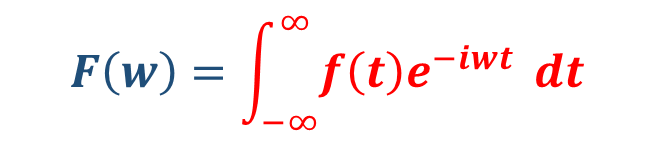 F(w) = ∫_{-∞}^{∞} f(t)e^{-iwt} dt